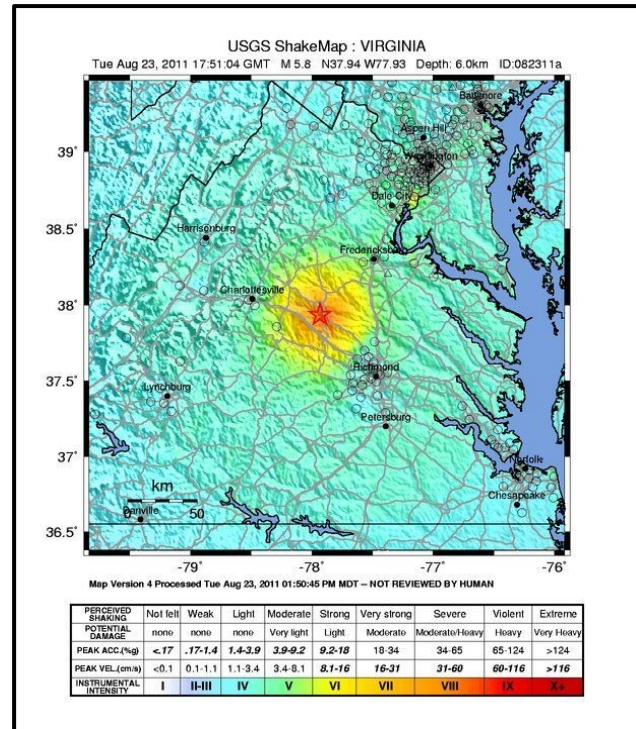 USGS ShakeMap : VIRGINIA
Tue Aug 23, 2011 17:51:04 GMT M 5.8 N37.94 W77.93 Depth: 6.0km ID:082311a
Baltimore
Aspen Hill
39
Washington
Dale City
38.5
Harrisonburg
Fredericksburg
Charlottesville
38
37.5
Richmond
Lynchburg
Petersburg
37
Norfolk
km
Chesapeake
Danville
0 50
36.5
-79 -78 -77 -76
Map Version 4 Processed Tue Aug 23, 2011 01:50:45 PM MDT -- NOT REVIEWED BY HUMAN
PERCEIVED SHAKING Not felt Weak Light Moderate Strong Very strong Severe Violent Extreme
POTENTIAL DAMAGE none none none Very light Light Moderate Moderate/Heavy Heavy Very Heavy
PEAK ACC.(%g) <.17 .17-1.4 1.4-3.9 3.9-9.2 9.2-18 18-34 34-65 65-124 >124
PEAK VEL.(cm/s) <0.1 0.1-1.1 1.1-3.4 3.4-8.1 8.1-16 16-31 31-60 60-116 >116
INSTRUMENTAL INTENSITY I II-III IV V VI VII VIII IX X+